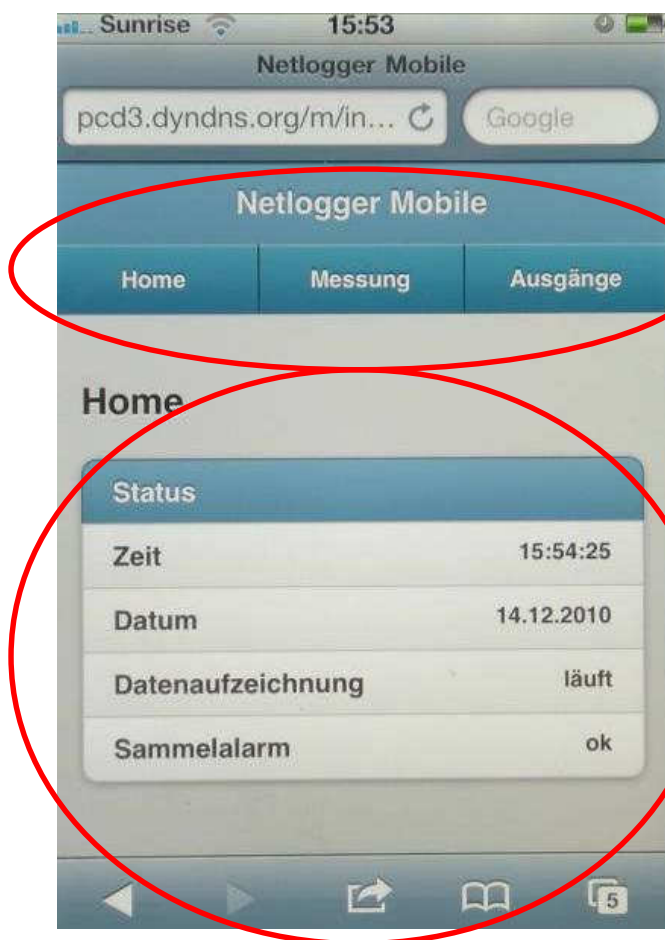 Sunrise 15:53
Netlogger Mobile
pcd3.dyndns.org/m/in... Google
Netlogger Mobile
Home Messung Ausgänge
Home
Status
Zeit 15:54:25
Datum 14.12.2010
Datenaufzeichnung läuft
Sammelalarm ok
5